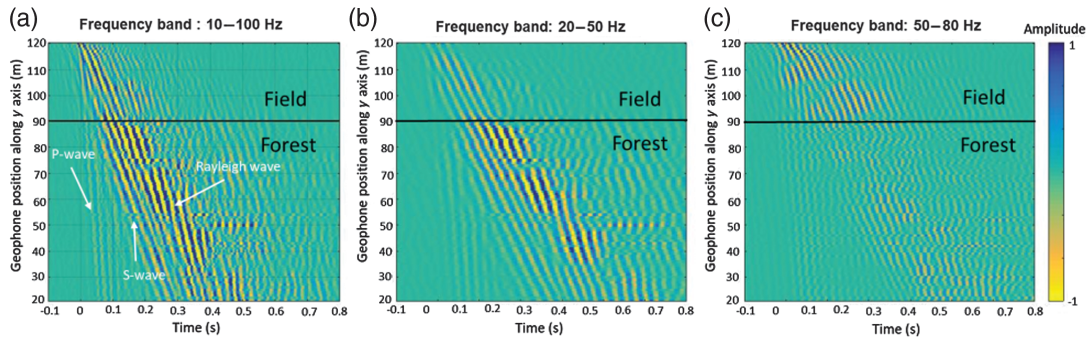 (a)
Frequency band : 10–100 Hz
Geophone position along y axis (m)
120
110
100
90
80
70
60
50
40
30
20
Field
Forest
P-wave
Rayleigh wave
S-wave
-0.1 0 0.1 0.2 0.3 0.4 0.5 0.6 0.7 0.8
Time (s)
(b)
Frequency band: 20–50 Hz
Geophone position along y axis (m)
120
110
100
90
80
70
60
50
40
30
20
Field
Forest
-0.1 0 0.1 0.2 0.3 0.4 0.5 0.6 0.7 0.8
Time (s)
(c)
Frequency band: 50–80 Hz
Geophone position along y axis (m)
120
110
100
90
80
70
60
50
40
30
20
Field
Forest
-0.1 0 0.1 0.2 0.3 0.4 0.5 0.6 0.7 0.8
Time (s)
Amplitude
1
-1